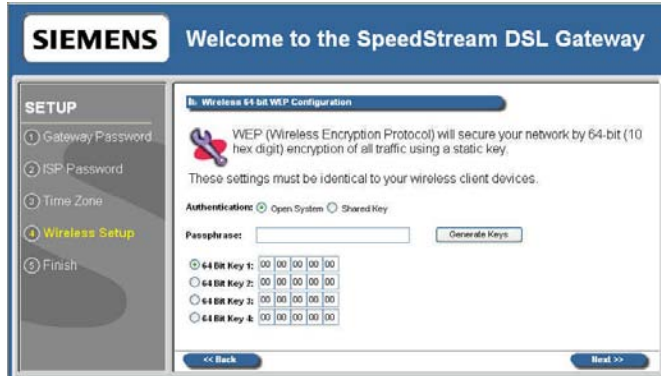 SIEMENS
Welcome to the SpeedStream DSL Gateway
SETUP
1 Gateway Password
2 ISP Password
3 Time Zone
4 Wireless Setup
5 Finish
Wireless 64-bit WEP Configuration
WEP (Wireless Encryption Protocol) will secure your network by 64-bit (10
hex digit) encryption of all traffic using a static key.
These settings must be identical to your wireless client devices.
Authentication: Open System Shared Key
Passphrase: Generate Keys
64 Bit Key 1: 00 00 00 00 00
64 Bit Key 2: 00 00 00 00 00
64 Bit Key 3: 00 00 00 00 00
64 Bit Key 4: 00 00 00 00 00
<< Back
Next >>